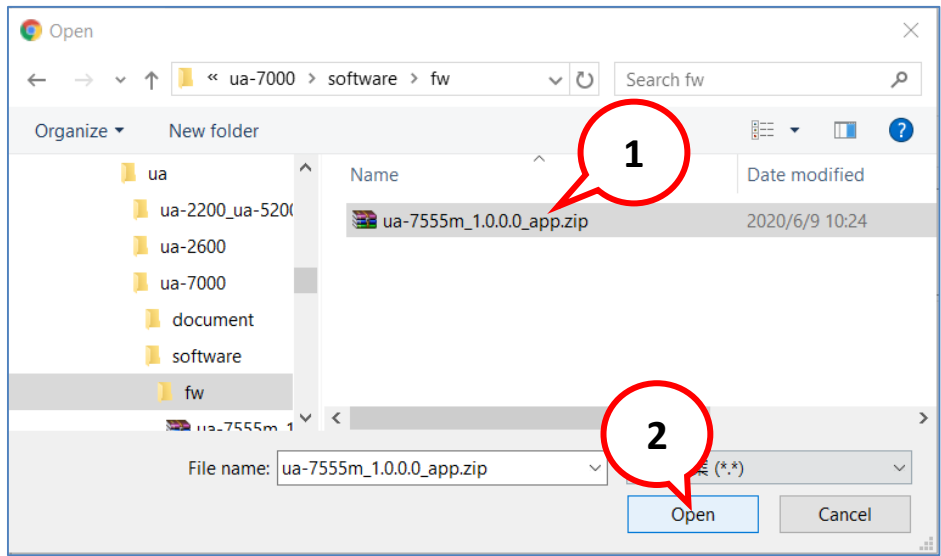 Open
« ua-7000 > software > fw
Search fw
Organize
New folder
?
ua
ua-2200_ua-520
ua-2600
ua-7000
document
software
fw
Name
Date modified
ua-7555m_1.0.0.0_app.zip
2020/6/9 10:24
1
File name:
ua-7555m_1.0.0.0_app.zip
(*.*)
2
Open
Cancel